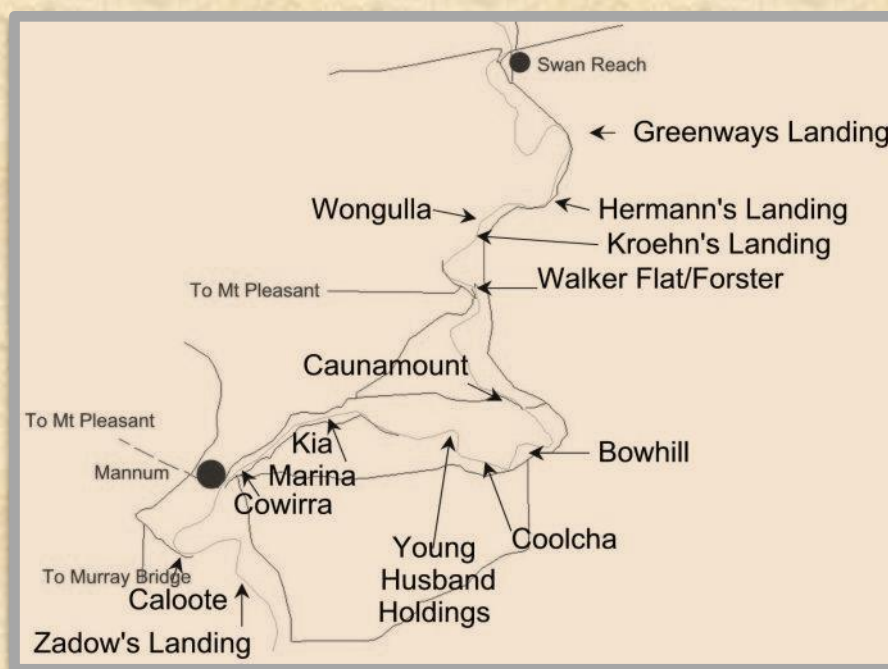 Swan Reach
Greenways Landing
Wongulla
Hermann's Landing
Kroehn's Landing
Walker Flat/Forster
To Mt Pleasant
Caunamount
To Mt Pleasant
Kia
Marina
Mannum
Cowirra
Bowhill
Coolcha
Young
Husband
Holdings
To Murray Bridge
Caloote
Zadow's Landing